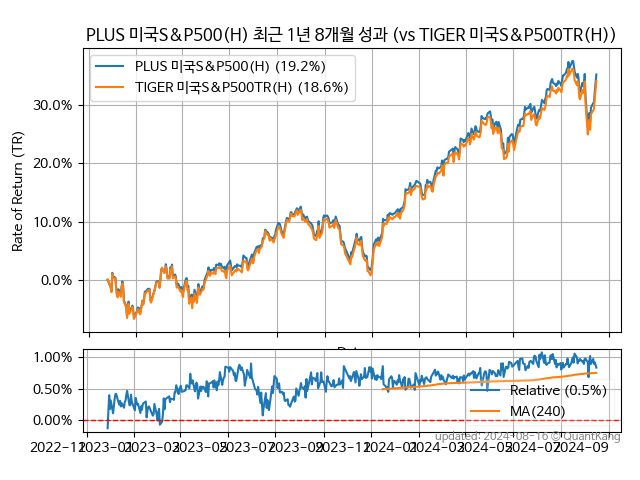 PLUS 미국S&P500(H) 최근 1년 8개월 성과 (vs TIGER 미국S&P500TR(H))
PLUS 미국S&P500(H) (19.2%)
TIGER 미국S&P500TR(H) (18.6%)
Rate of Return (TR)
30.0%
20.0%
10.0%
0.0%
1.00%
0.50%
0.00%
Relative (0.5%)
MA(240)
updated: 2024-08-16 © QuantKang
2022-11 2023-01 2023-03 2023-05 2023-07 2023-09 2023-11 2024-01 2024-03 2024-05 2024-07 2024-09